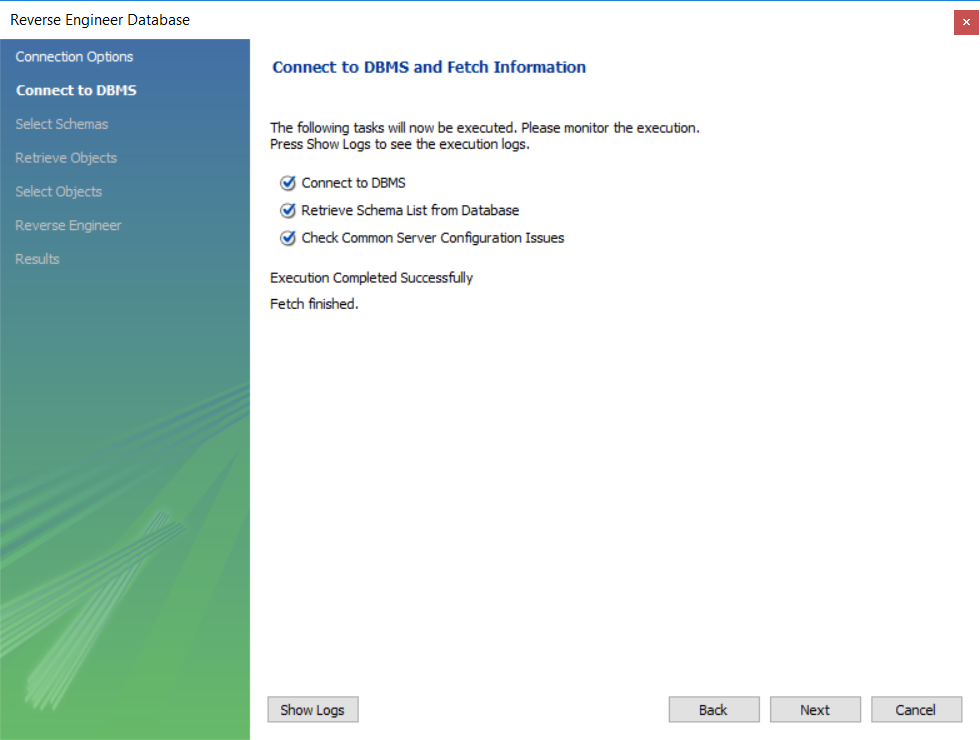 Reverse Engineer Database
Connection Options
Connect to DBMS
Select Schemas
Retrieve Objects
Select Objects
Reverse Engineer
Results
Connect to DBMS and Fetch Information
The following tasks will now be executed. Please monitor the execution.
Press Show Logs to see the execution logs.
Connect to DBMS
Retrieve Schema List from Database
Check Common Server Configuration Issues
Execution Completed Successfully
Fetch finished.
Show Logs
Back
Next
Cancel